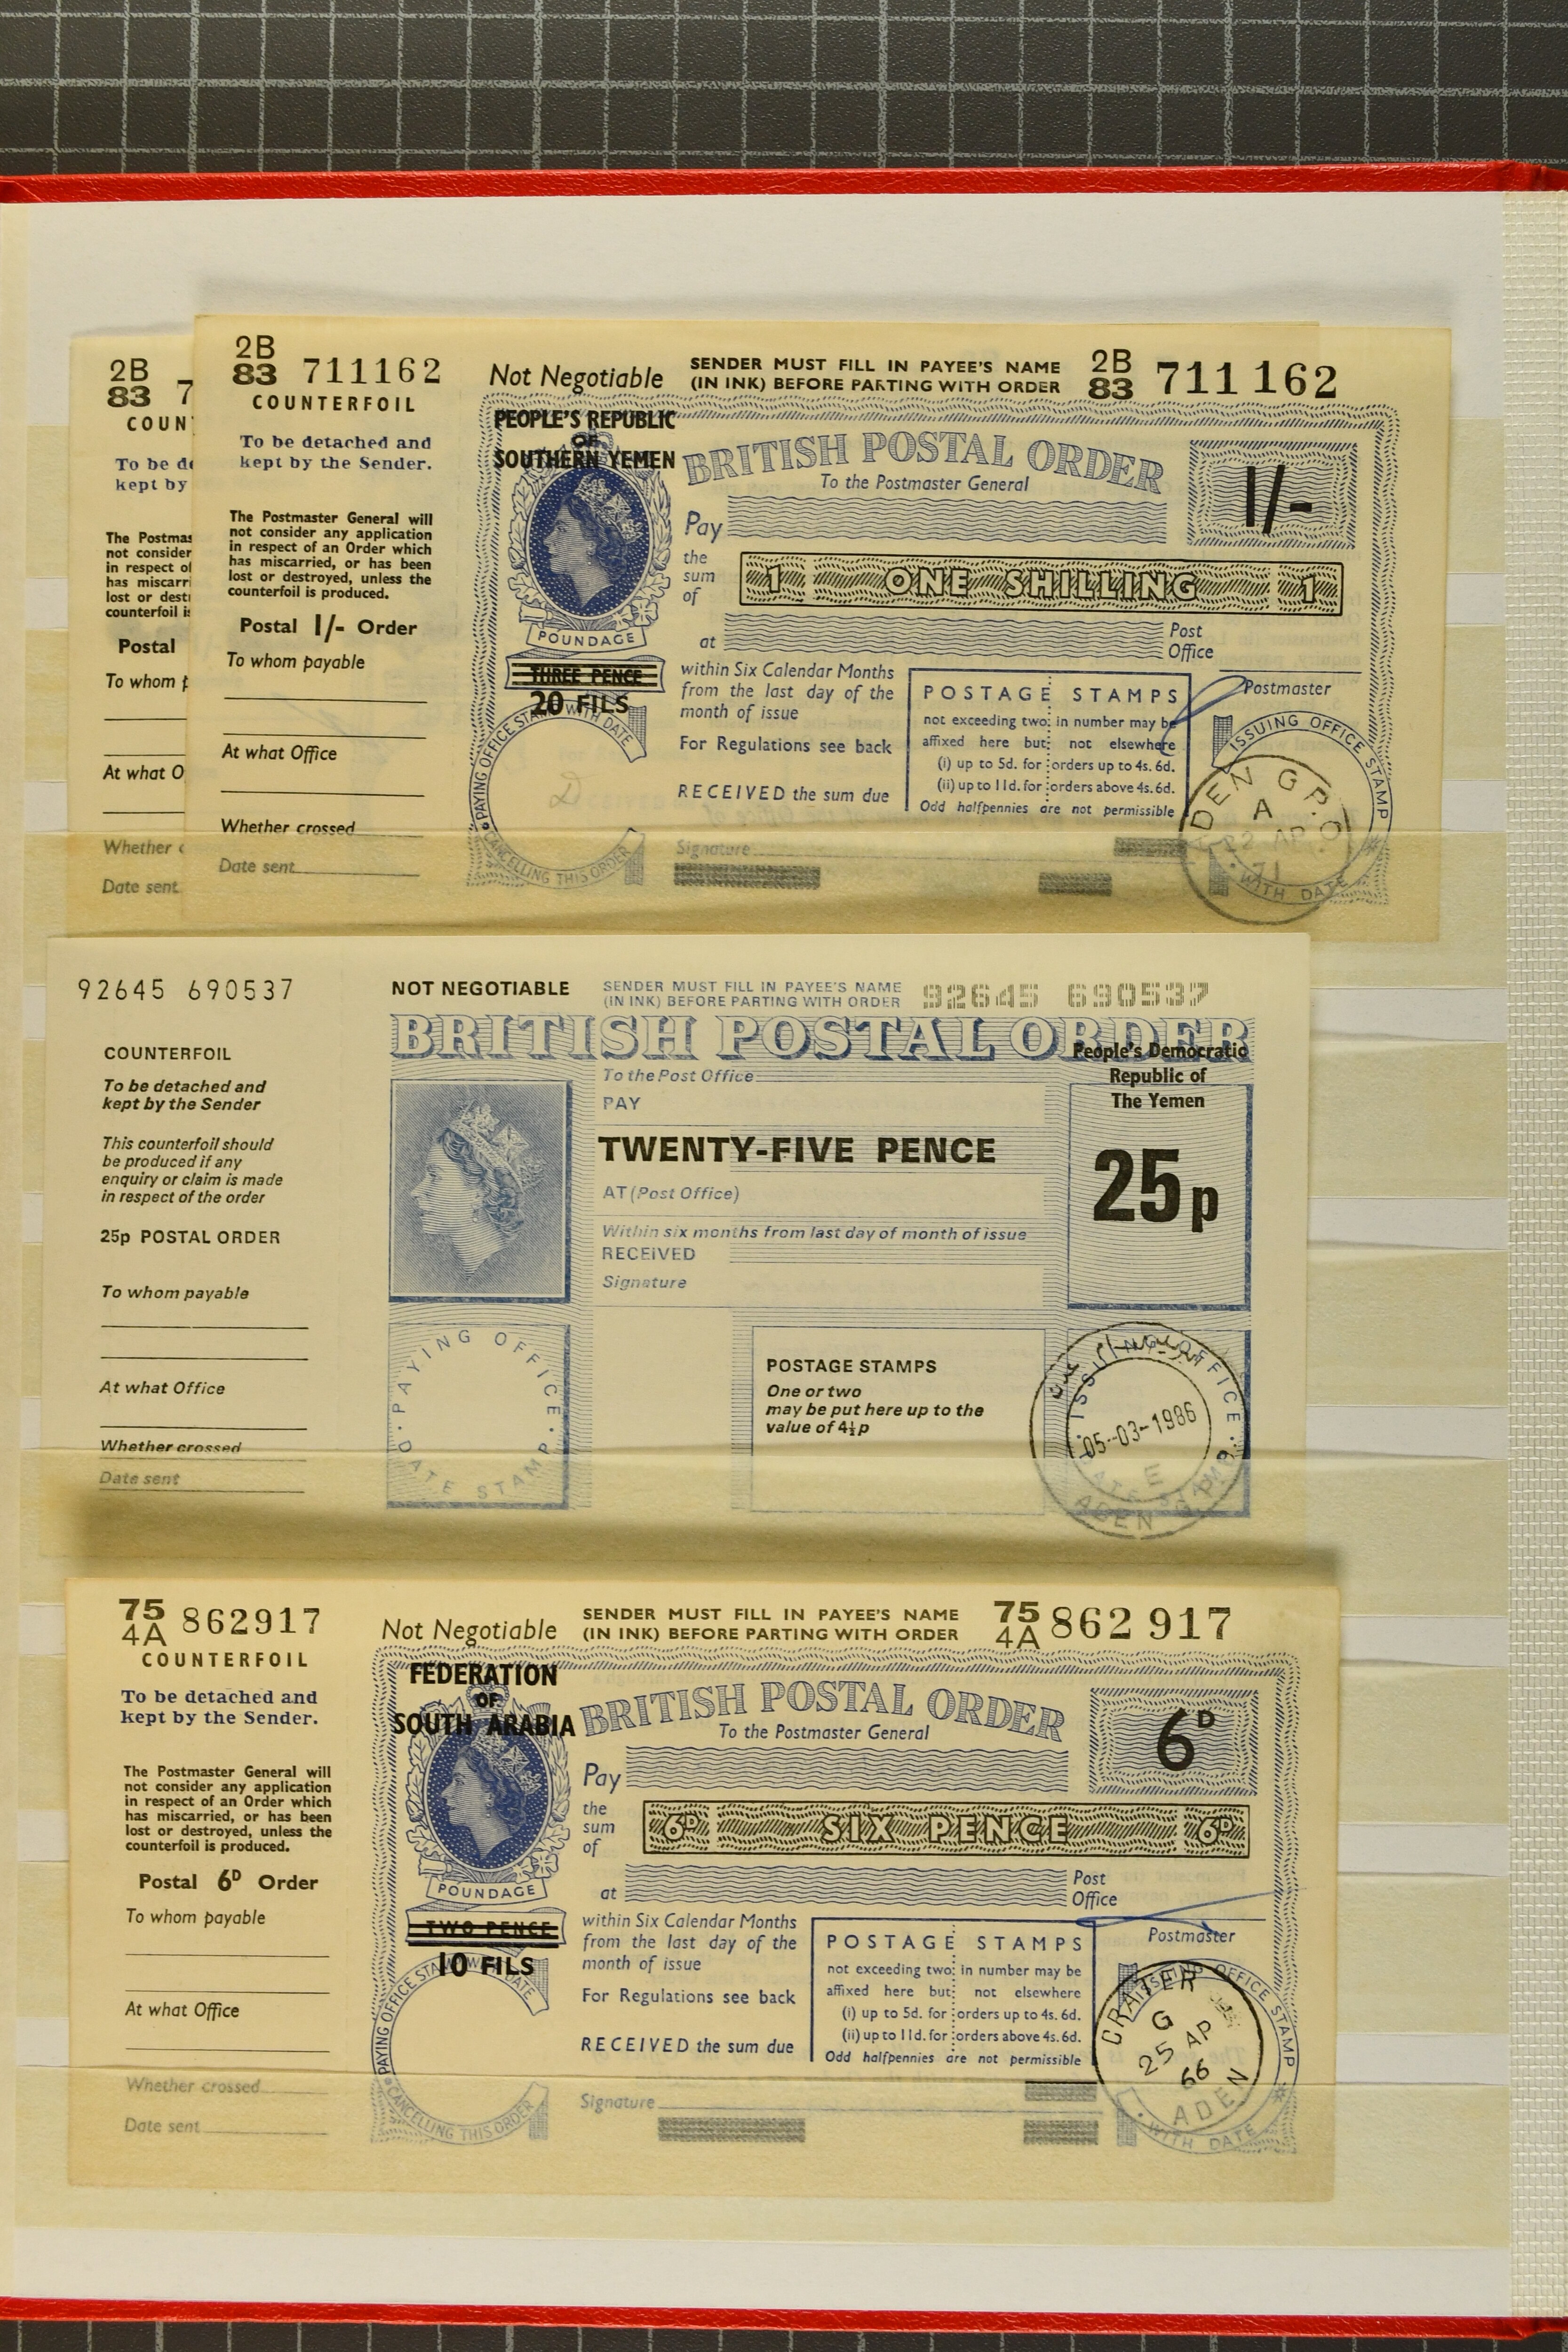 2B
83 7
COUN
To be de
kept by
The Postmas
not consider
in respect of
has miscarri
lost or destr
counterfoil is
Postal
To whom p
At what O
Whether c
Date sent
2B
83 711162
COUNTERFOIL
To be detached and
kept by the Sender.
The Postmaster General will
not consider any application
in respect of an Order which
has miscarried, or has been
lost or destroyed, unless the
counterfoil is produced.
Postal 1/- Order
To whom payable
At what Office
Whether crossed
Date sent
Not Negotiable
SENDER MUST FILL IN PAYEE'S NAME
(IN INK) BEFORE PARTING WITH ORDER
2B
83 711 162
PEOPLE'S REPUBLIC
OF
SOUTHERN YEMEN
BRITISH POSTAL ORDER
To the Postmaster General
1/-
Pay
the
sum
of
1 ONE SHILLING 1
POUNDAGE
THREE PENCE
20 FILS
at
Post
Office
within Six Calendar Months
from the last day of the
month of issue
For Regulations see back
RECEIVED the sum due
Signature
POSTAGE STAMPS
not exceeding two in number may be
affixed here but not elsewhere
(i) up to 5d. for orders up to 4s. 6d.
(ii) up to 11d. for orders above 4s. 6d.
Odd halfpennies are not permissible
Postmaster
PAYING OFFICE STAMP WITH DATE
CANCELLING THIS ORDER
ISSUING OFFICE STAMP
WITH DATE
ADEN G.P.O
A
22 AP
71
92645 690537
COUNTERFOIL
To be detached and
kept by the Sender
This counterfoil should
be produced if any
enquiry or claim is made
in respect of the order
25p POSTAL ORDER
To whom payable
At what Office
Whether crossed
Date sent
NOT NEGOTIABLE
SENDER MUST FILL IN PAYEE'S NAME
(IN INK) BEFORE PARTING WITH ORDER
92645 690537
BRITISH POSTAL ORDER
People's Democratic
Republic of
The Yemen
To the Post Office
PAY
TWENTY-FIVE PENCE
25p
AT (Post Office)
Within six months from last day of month of issue
RECEIVED
Signature
PAYING OFFICE
DATE STAMP
POSTAGE STAMPS
One or two
may be put here up to the
value of 4½p
ISSUING OFFICE
DATE STAMP
05-03-1986
E
ADEN G.P.O
75
4A 862917
COUNTERFOIL
To be detached and
kept by the Sender.
The Postmaster General will
not consider any application
in respect of an Order which
has miscarried, or has been
lost or destroyed, unless the
counterfoil is produced.
Postal 6D Order
To whom payable
At what Office
Whether crossed
Date sent
Not Negotiable
SENDER MUST FILL IN PAYEE'S NAME
(IN INK) BEFORE PARTING WITH ORDER
75
4A 862 917
FEDERATION
OF
SOUTH ARABIA
BRITISH POSTAL ORDER
To the Postmaster General
6D
Pay
the
sum
of
6D SIX PENCE 6D
POUNDAGE
TWO PENCE
10 FILS
at
Post
Office
within Six Calendar Months
from the last day of the
month of issue
For Regulations see back
RECEIVED the sum due
Signature
POSTAGE STAMPS
not exceeding two in number may be
affixed here but not elsewhere
(i) up to 5d. for orders up to 4s. 6d.
(ii) up to 11d. for orders above 4s. 6d.
Odd halfpennies are not permissible
Postmaster
PAYING OFFICE STAMP WITH DATE
CANCELLING THIS ORDER
ISSUING OFFICE STAMP
WITH DATE
CRATER
G
25 AP
66
ADEN